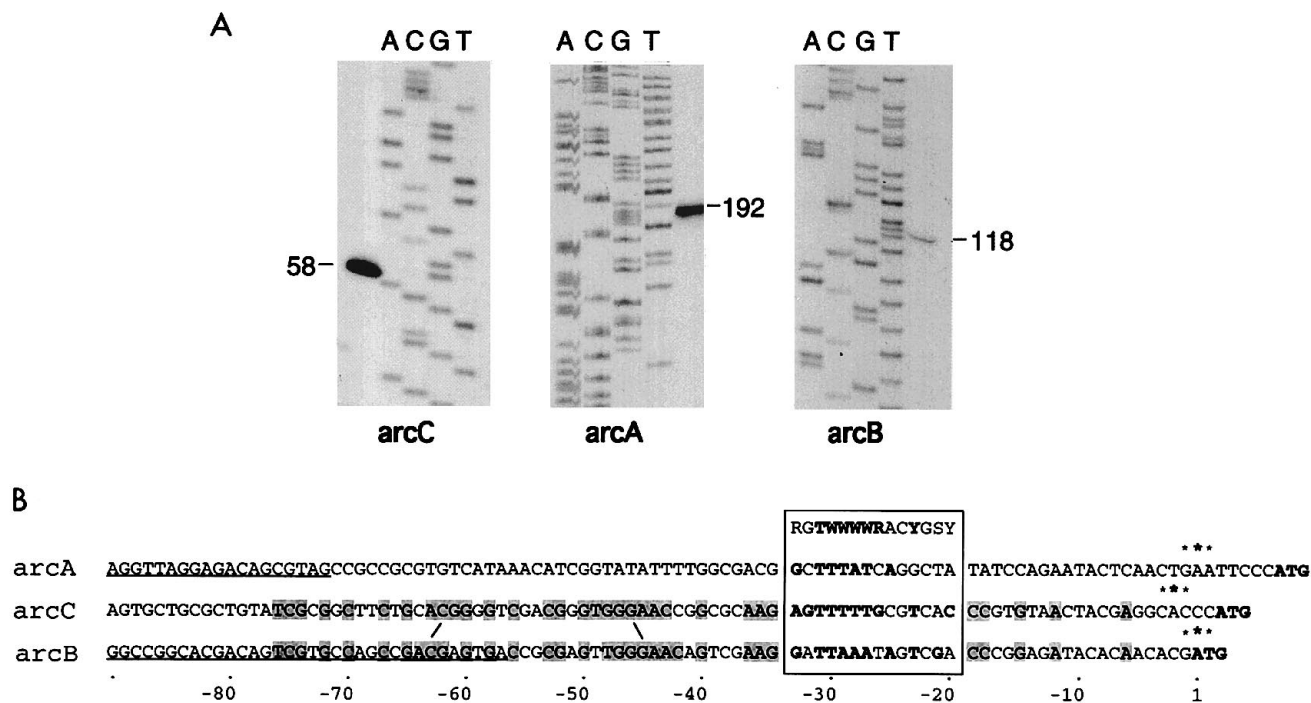 A
A C G T
A C G T
A C G T
58
192
118
arcC
arcA
arcB
B
RGTWWWWRACYGSY
arcA AGGTTAGGAGACAGCGTAGCCGCCGCGTGTCATAAACATCGGTATATTTTGGCGACG GCTTTATCAGGCTA TATCCAGAATACTCAACTGAATTCCCATG
arcC AGTGCTGCGCTGTATCGCGGCTTCTGCACGGGGTCGACGGGTGGGAACCGGCGCAAG AGTTTTTGCGTCAC CCGTGTAACTACGAGGCACCCATG
arcB GGCCGGCACGACAGTCGTGCCAGCCGACGAGTGACCGCGAGTTGGGAACAGTCGAAG GATTAAATAGTCGA CCCCGGAGATACACAACACGATG
-80 -70 -60 -50 -40 -30 -20 -10 1